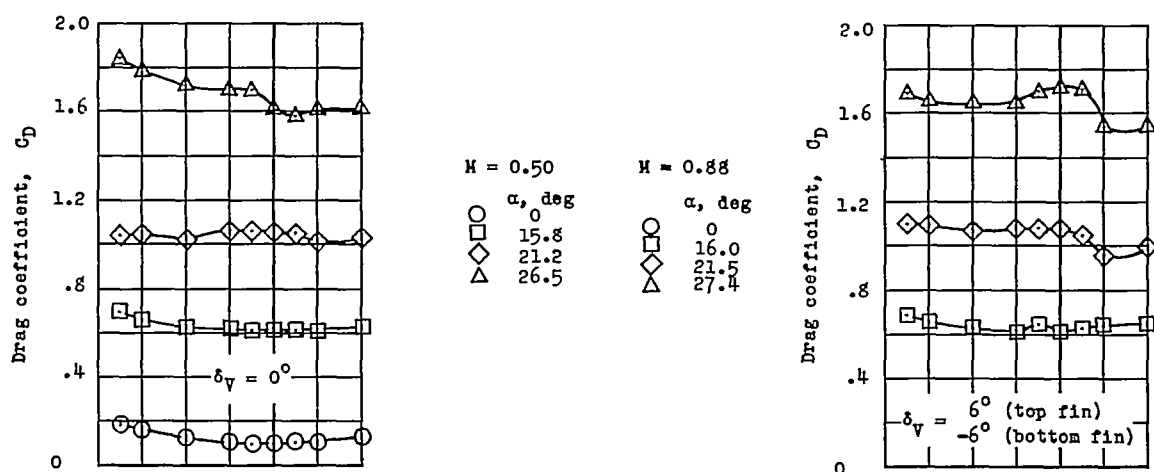 2.0
1.6
1.2
.8
.4
0
Drag coefficient, C_D
δ_V = 0°
M = 0.50
α, deg
0
15.8
21.2
26.5
M = 0.88
α, deg
0
16.0
21.5
27.4
2.0
1.6
1.2
.8
.4
0
Drag coefficient, C_D
δ_V = 6° (top fin)
-6° (bottom fin)